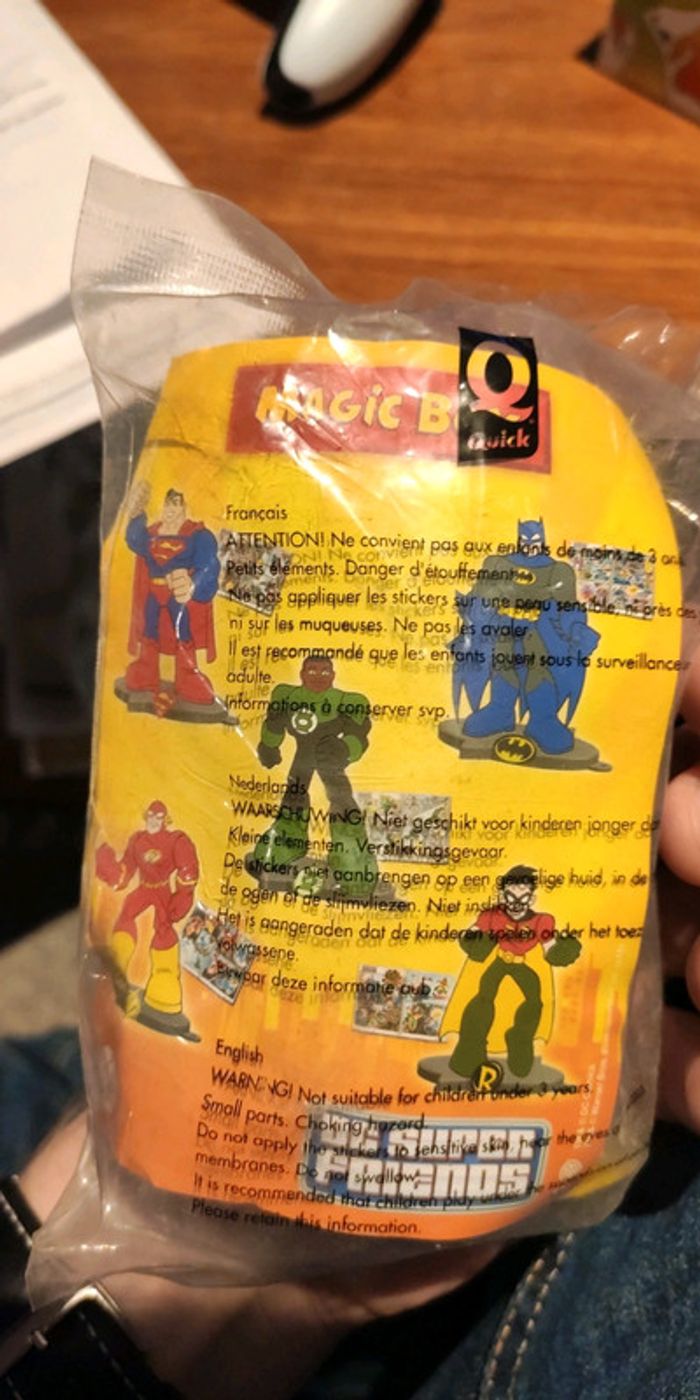 MAGiC B
Q
Quick
Français
ATTENTION! Ne convient pas aux enfants de moins de 3 ans
Petits éléments. Danger d'étouffement
Ne pas appliquer les stickers sur une peau sensible, ni près des
ni sur les muqueuses. Ne pas les avaler.
Il est recommandé que les enfants jouent sous la surveillance
adulte.
Informations à conserver svp.
Nederlands
WAARSCHUWING! Niet geschikt voor kinderen jonger
Kleine elementen. Verstikkingsgevaar.
De stickers niet aanbrengen op een gevoelige huid, in de
de ogen of de slijmvliezen. Niet
Het is aangeraden dat de kinderen spelen onder het toez
volwassene.
Bewaar deze informatie aub.
R
English
WARNING! Not suitable for children under 3 years.
Small parts. Choking hazard.
Do not apply the stickers to sensitive skin, near the eyes
membranes. Do not swallow.
It is recommended that children play under the
Please retain this information.
DC SUPER
FRIENDS